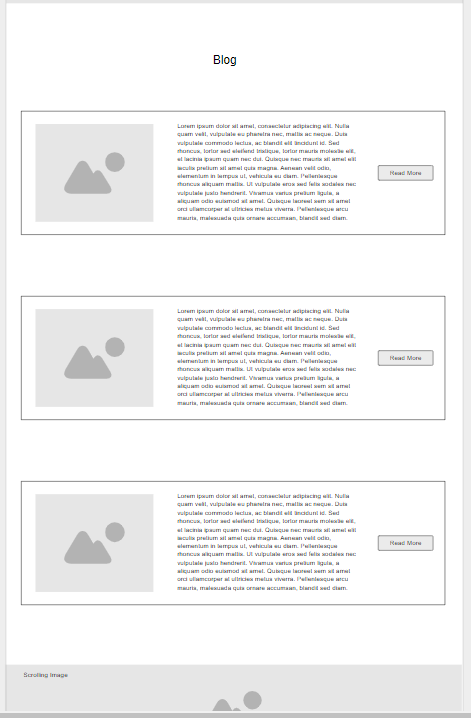 Blog
Lorem ipsum dolor sit amet, consectetur adipiscing elit. Nulla
quam velit, vulputate eu pharetra nec, mattis ac neque. Duis
vulputate commodo lectus, ac blandit elit tincidunt id. Sed
rhoncus, tortor sed eleifend tristique, tortor mauris molestie elit,
et lacinia ipsum quam nec dui. Quisque nec mauris sit amet elit
iaculis pretium sit amet quis magna. Aenean velit odio,
elementum in tempus ut, vehicula eu diam. Pellentesque
rhoncus aliquam mattis. Ut vulputate eros sed felis sodales nec
vulputate justo hendrerit. Vivamus varius pretium ligula, a
aliquam odio euismod sit amet. Quisque laoreet sem sit amet
orci ullamcorper at ultricies metus viverra. Pellentesque arcu
mauris, malesuada quis ornare accumsan, blandit sed diam.
Read More
Lorem ipsum dolor sit amet, consectetur adipiscing elit. Nulla
quam velit, vulputate eu pharetra nec, mattis ac neque. Duis
vulputate commodo lectus, ac blandit elit tincidunt id. Sed
rhoncus, tortor sed eleifend tristique, tortor mauris molestie elit,
et lacinia ipsum quam nec dui. Quisque nec mauris sit amet elit
iaculis pretium sit amet quis magna. Aenean velit odio,
elementum in tempus ut, vehicula eu diam. Pellentesque
rhoncus aliquam mattis. Ut vulputate eros sed felis sodales nec
vulputate justo hendrerit. Vivamus varius pretium ligula, a
aliquam odio euismod sit amet. Quisque laoreet sem sit amet
orci ullamcorper at ultricies metus viverra. Pellentesque arcu
mauris, malesuada quis ornare accumsan, blandit sed diam.
Read More
Lorem ipsum dolor sit amet, consectetur adipiscing elit. Nulla
quam velit, vulputate eu pharetra nec, mattis ac neque. Duis
vulputate commodo lectus, ac blandit elit tincidunt id. Sed
rhoncus, tortor sed eleifend tristique, tortor mauris molestie elit,
et lacinia ipsum quam nec dui. Quisque nec mauris sit amet elit
iaculis pretium sit amet quis magna. Aenean velit odio,
elementum in tempus ut, vehicula eu diam. Pellentesque
rhoncus aliquam mattis. Ut vulputate eros sed felis sodales nec
vulputate justo hendrerit. Vivamus varius pretium ligula, a
aliquam odio euismod sit amet. Quisque laoreet sem sit amet
orci ullamcorper at ultricies metus viverra. Pellentesque arcu
mauris, malesuada quis ornare accumsan, blandit sed diam.
Read More
Scrolling Image